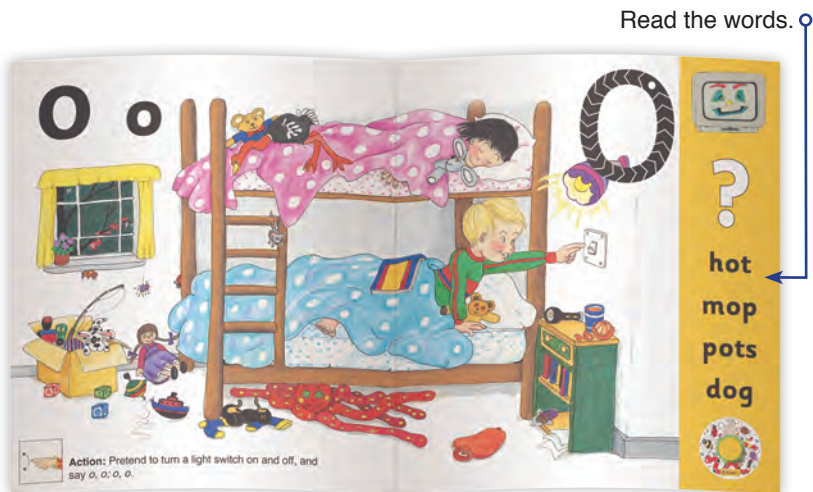 Read the words.
O o
?
hot
mop
pots
dog
Action: Pretend to turn a light switch on and off, and
say o, o; o, o.